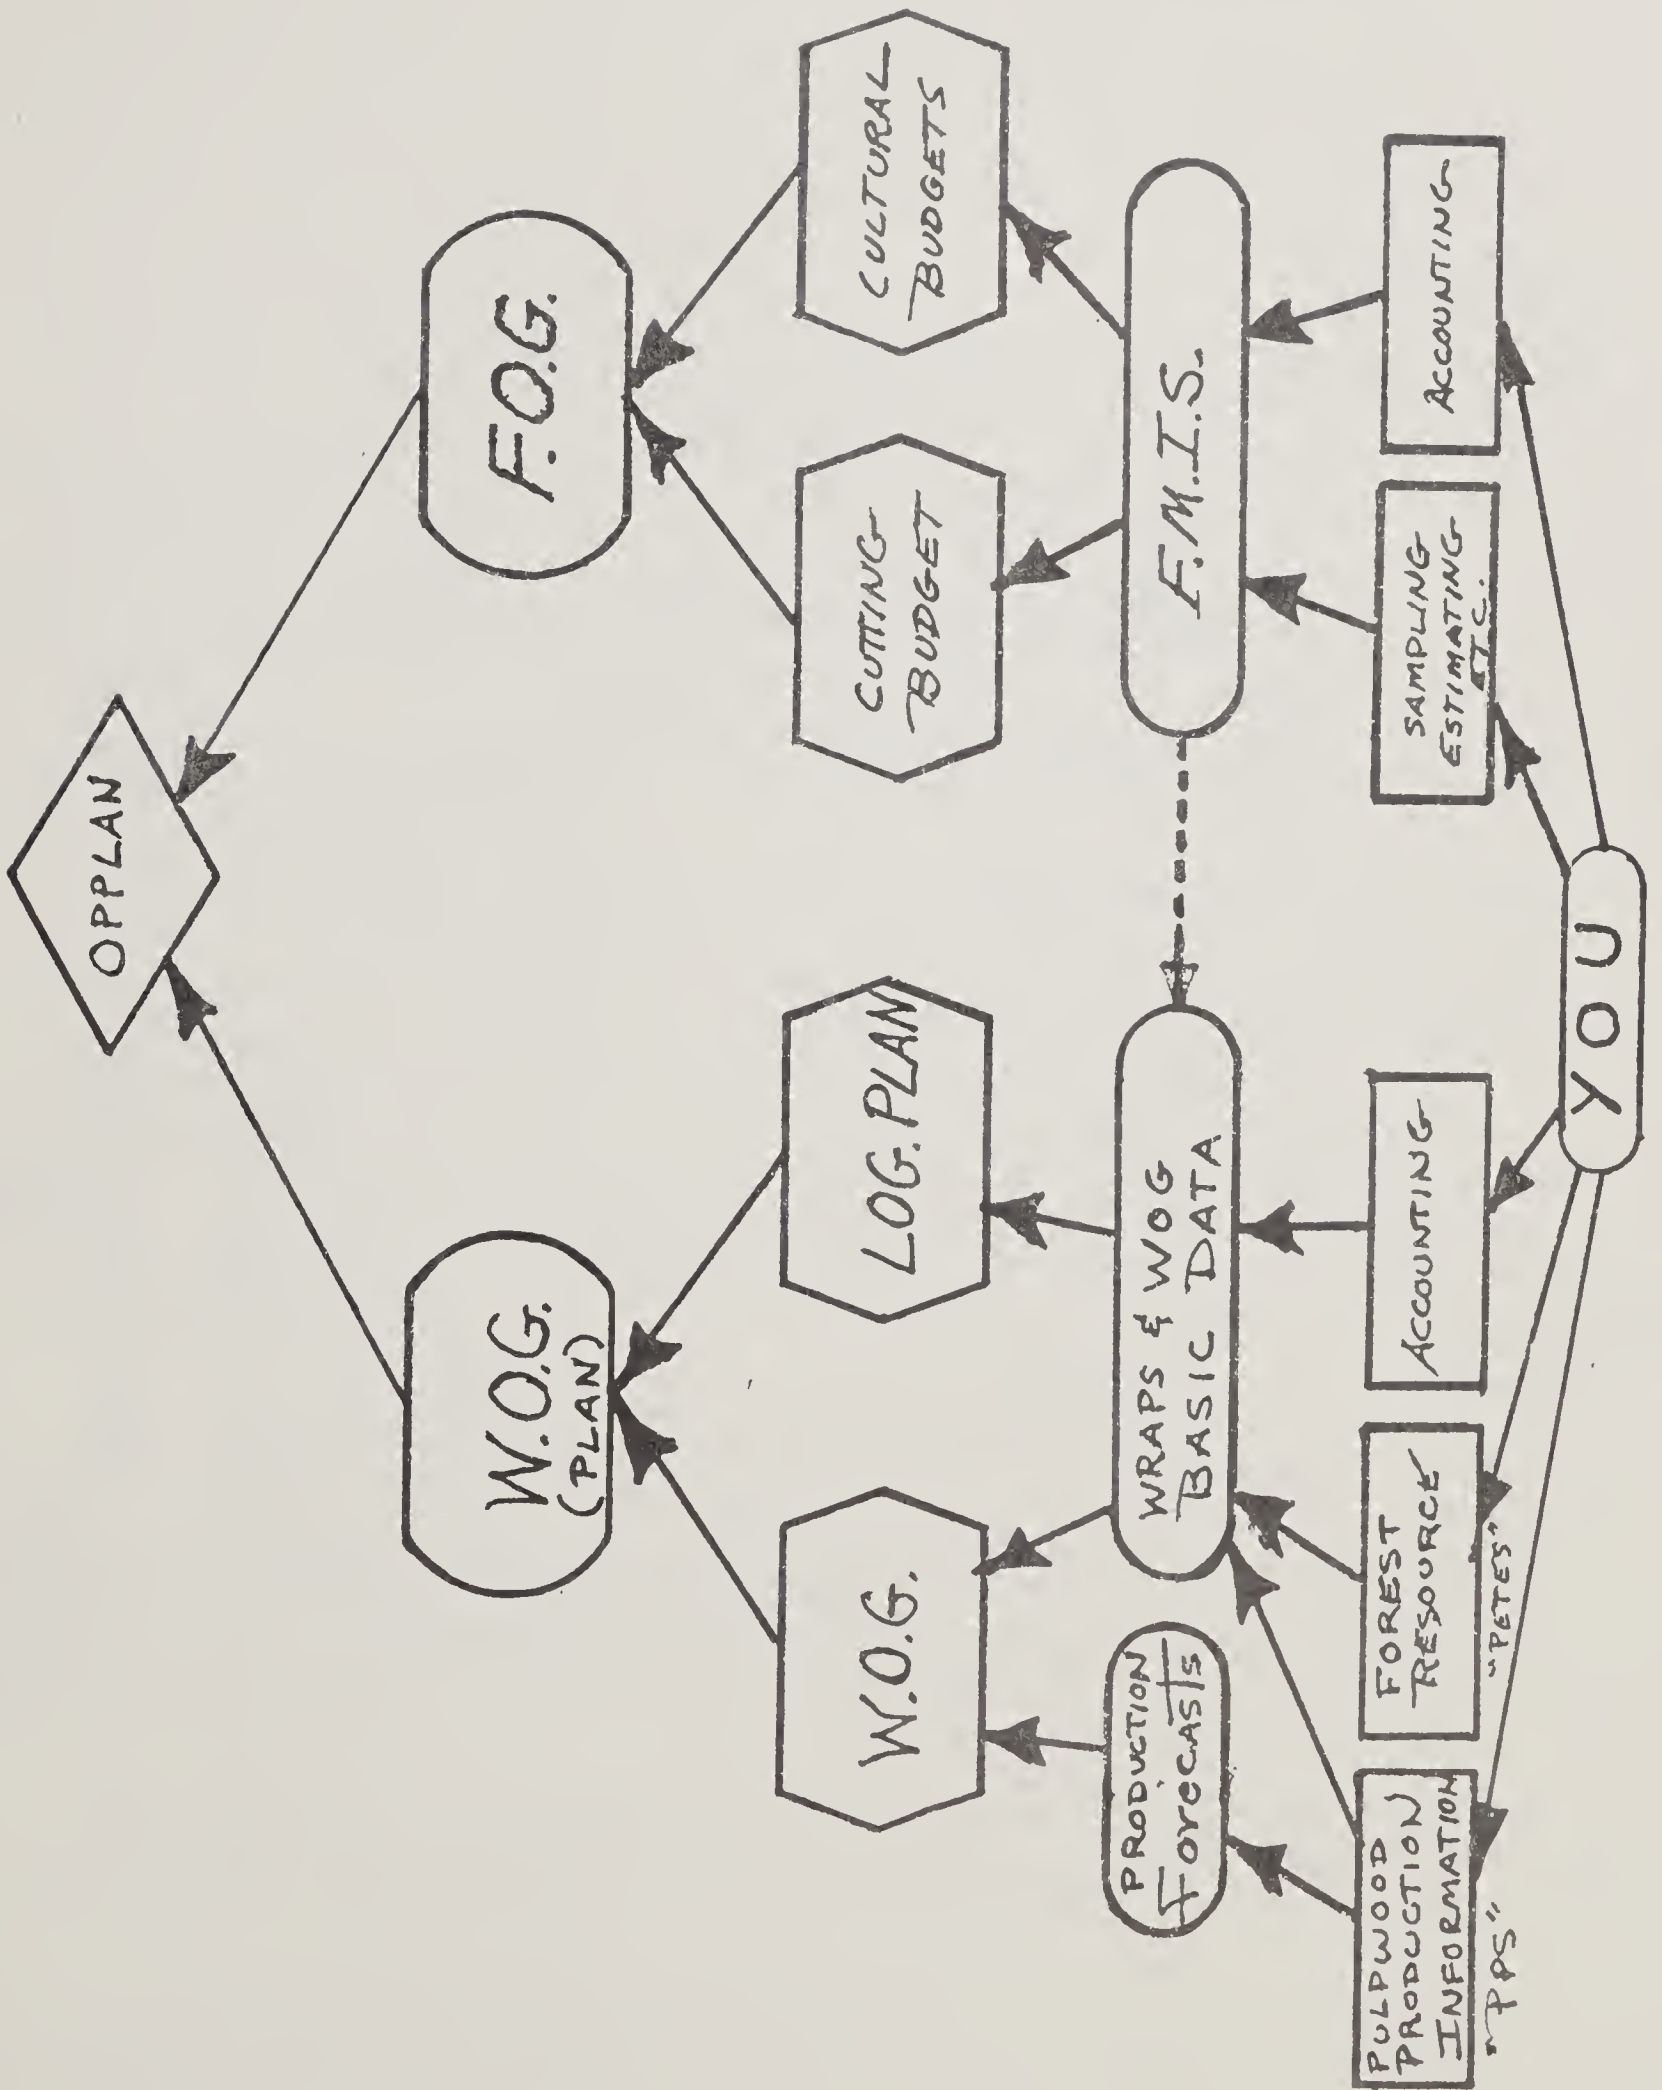 OPPLAN
W.O.G.
(PLAN)
F.O.G.
W.O.G.
LOG. PLAN
CUTTING
BUDGET
CULTURAL
BUDGETS
PRODUCTION
Forecasts
WRAPS & WOG
BASIC DATA
F.M.I.S.
PULPWOOD
PRODUCTION
INFORMATION
"PPS"
FOREST
RESOURCE
"PETES"
ACCOUNTING
SAMPLING
ESTIMATING
ETC.
ACCOUNTING
YOU